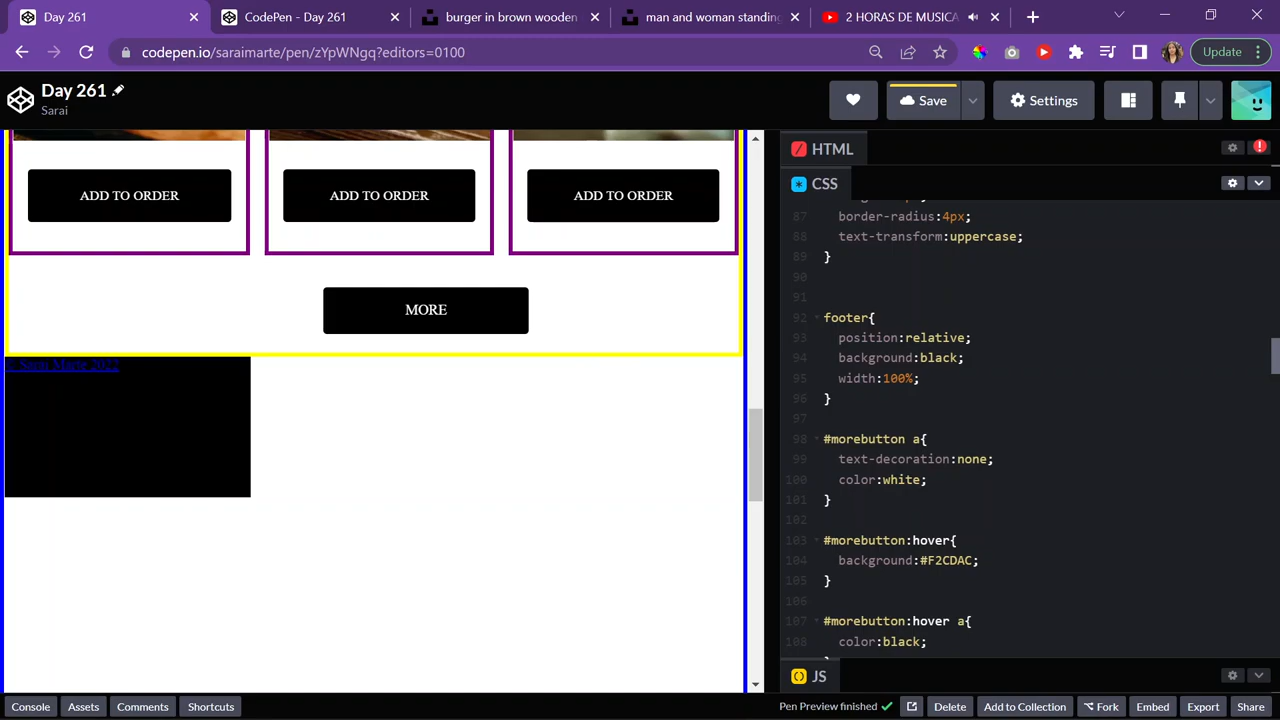 Day 261
CodePen - Day 261
burger in brown wooden
man and woman standing
2 HORAS DE MUSICA
codepen.io/saraimarte/pen/zYpWNgq?editors=0100
Update
Day 261
Sarai
Save
Settings
HTML
CSS
ADD TO ORDER
ADD TO ORDER
ADD TO ORDER
MORE
Sarai Marte 2022
87
border-radius:4px;
88 text-transform:uppercase;
89 }
90
91
92 footer{
93 position:relative;
94 background:black;
95 width:100%;
96 }
97
98 #morebutton a{
99 text-decoration:none;
100 color:white;
101 }
102
103 #morebutton:hover{
104 background:#F2CDAC;
105 }
106
107 #morebutton:hover a{
108 color:black;
JS
Console
Assets
Comments
Shortcuts
Pen Preview finished
Delete
Add to Collection
Fork
Embed
Export
Share